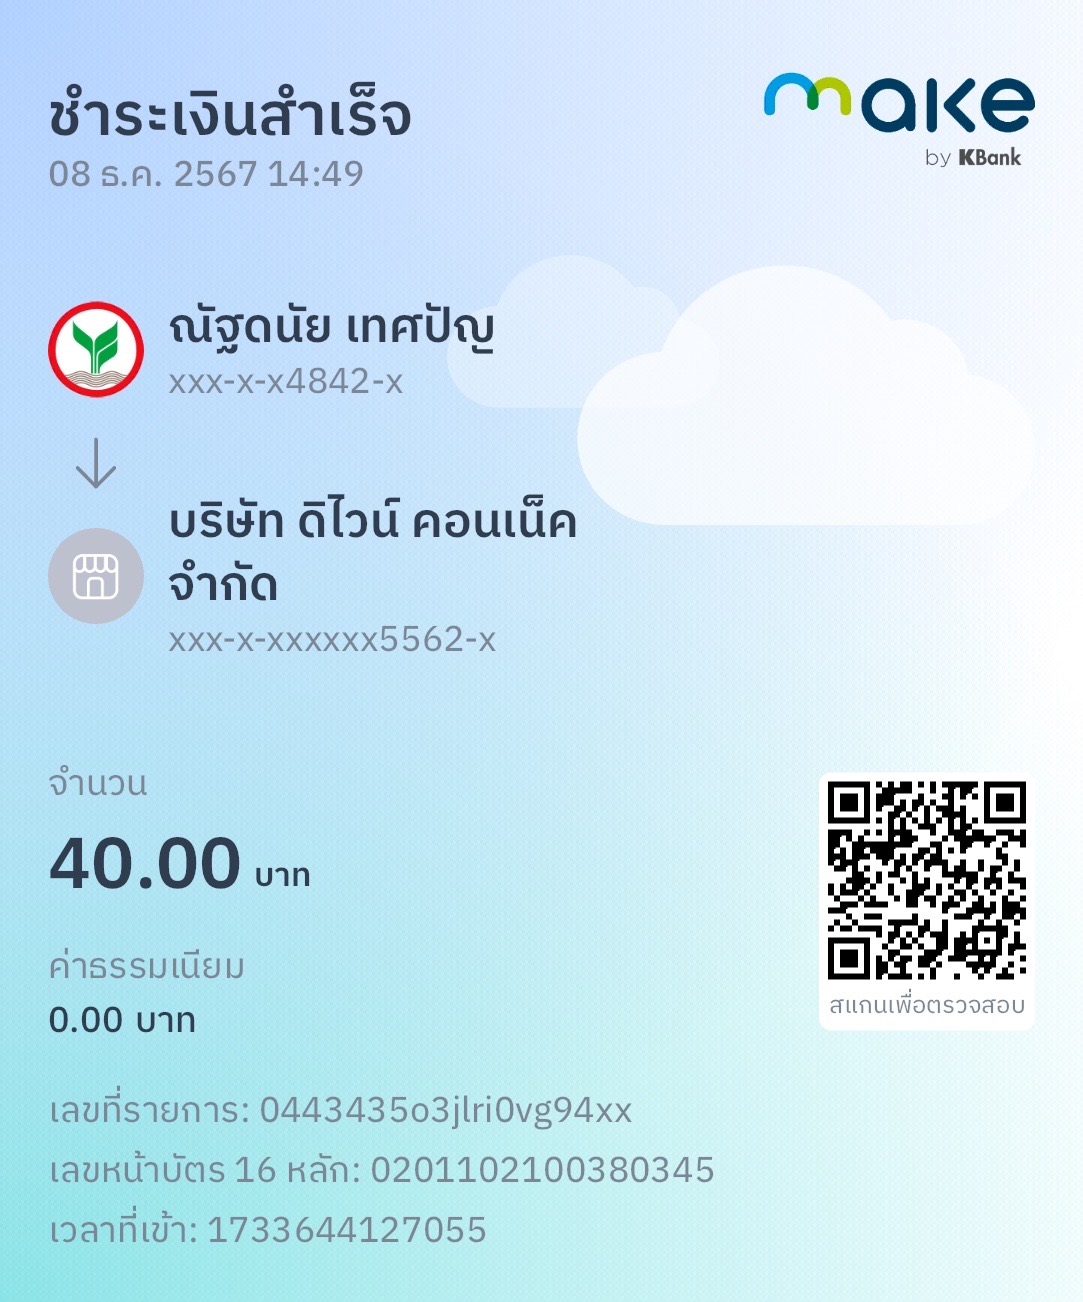 ชำระเงินสำเร็จ
08 ธ.ค. 2567 14:49
make
by KBank
ณัฐดนัย เทศปัญ
xxx-x-x4842-x
บริษัท ดิไวน์ คอนเน็ค
จำกัด
xxx-x-xxxxxx5562-x
จำนวน
40.00 บาท
ค่าธรรมเนียม
0.00 บาท
สแกนเพื่อตรวจสอบ
เลขที่รายการ: 0443435o3jlri0vg94xx
เลขหน้าบัตร 16 หลัก: 0201102100380345
เวลาที่เข้า: 1733644127055